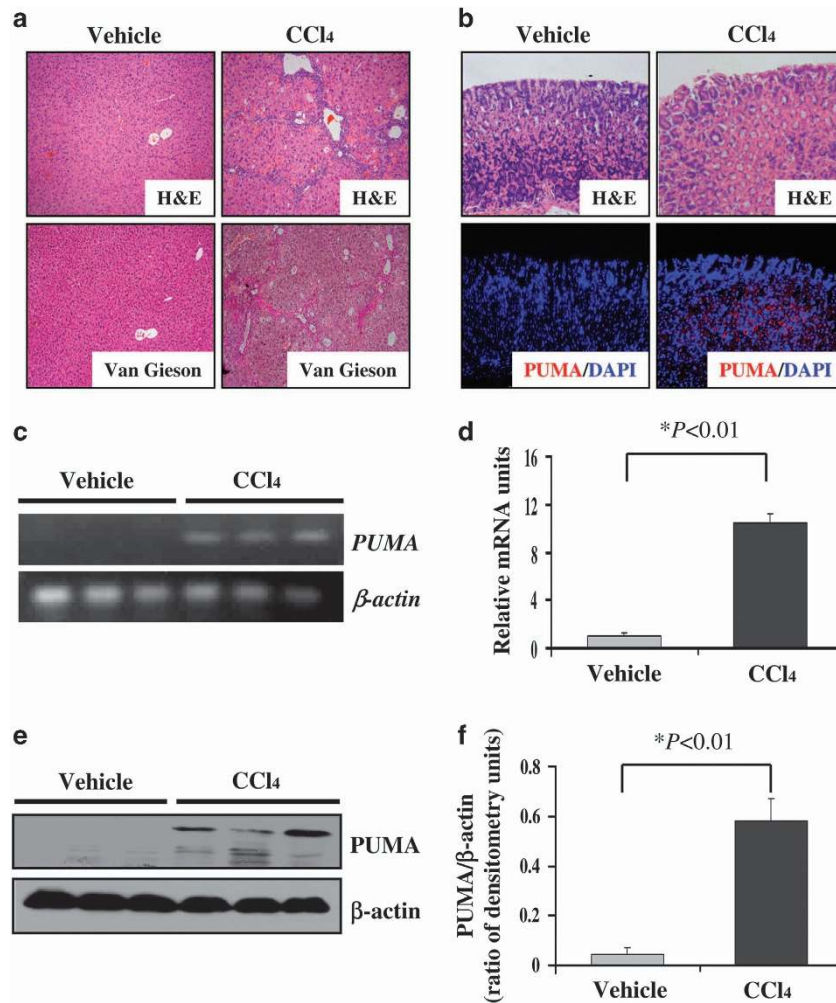 a
Vehicle CCl4
H&E H&E
Van Gieson Van Gieson
b
Vehicle CCl4
H&E H&E
PUMA/DAPI PUMA/DAPI
c
Vehicle CCl4
PUMA
β-actin
d
*P<0.01
Relative mRNA units
16
12
8
4
0
Vehicle CCl4
e
Vehicle CCl4
PUMA
β-actin
f
*P<0.01
PUMA/β-actin
(ratio of densitometry units)
0.8
0.6
0.4
0.2
0
Vehicle CCl4